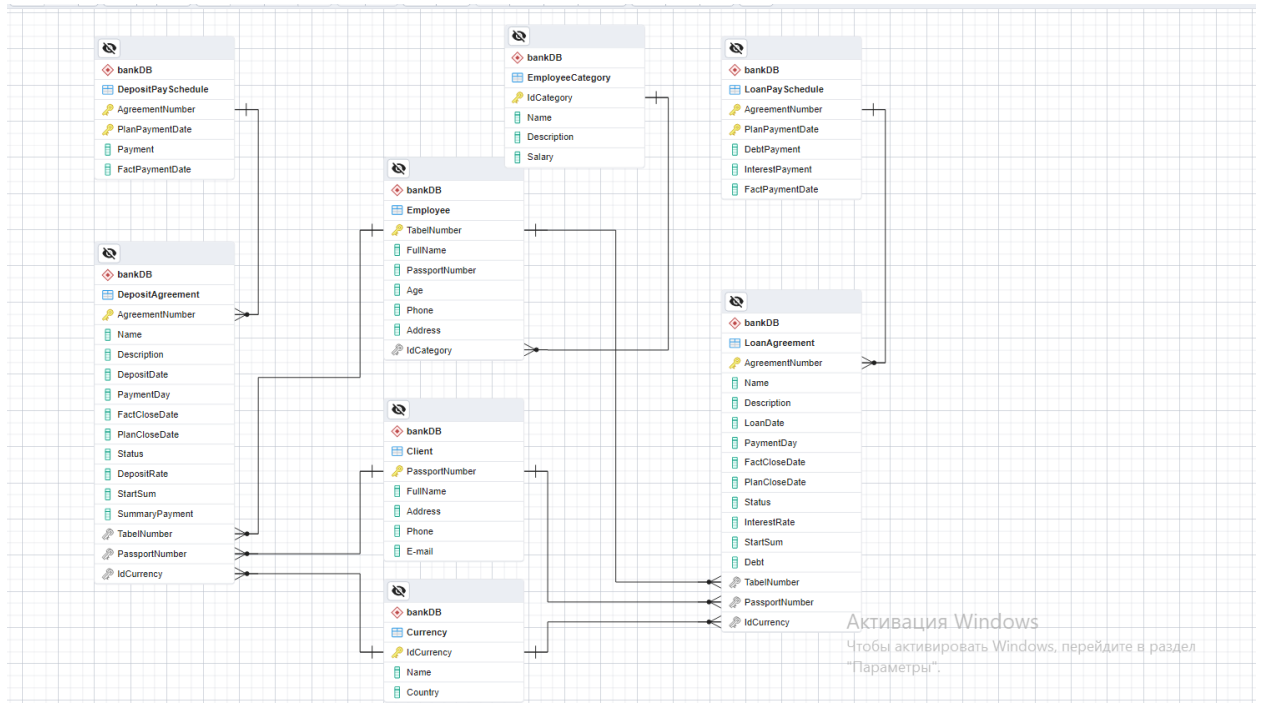 bankDB
DepositPaySchedule
AgreementNumber
PlanPaymentDate
Payment
FactPaymentDate
bankDB
DepositAgreement
AgreementNumber
Name
Description
DepositDate
PaymentDay
FactCloseDate
PlanCloseDate
Status
DepositRate
StartSum
SummaryPayment
TabelNumber
PassportNumber
IdCurrency
bankDB
EmployeeCategory
IdCategory
Name
Description
Salary
bankDB
Employee
TabelNumber
FullName
PassportNumber
Age
Phone
Address
IdCategory
bankDB
Client
PassportNumber
FullName
Address
Phone
E-mail
bankDB
Currency
IdCurrency
Name
Country
bankDB
LoanPaySchedule
AgreementNumber
PlanPaymentDate
DebtPayment
InterestPayment
FactPaymentDate
bankDB
LoanAgreement
AgreementNumber
Name
Description
LoanDate
PaymentDay
FactCloseDate
PlanCloseDate
Status
InterestRate
StartSum
Debt
TabelNumber
PassportNumber
IdCurrency
Активация Windows
Чтобы активировать Windows, перейдите в раздел
"Параметры".